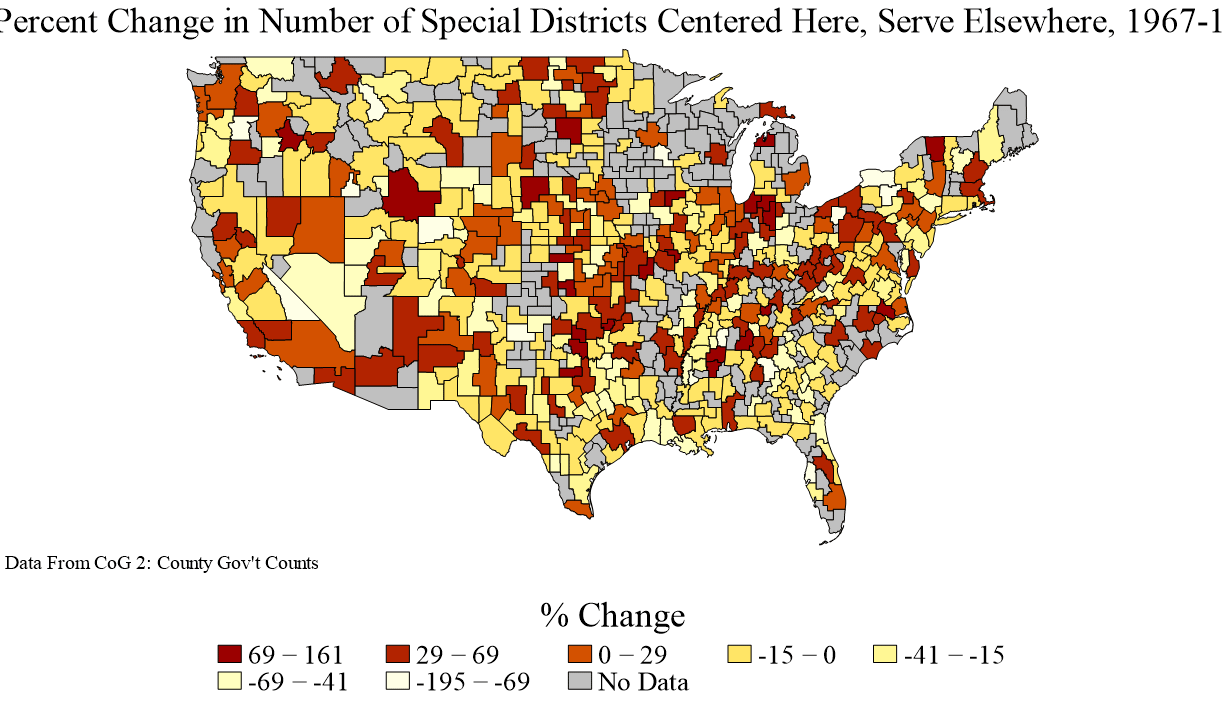 Percent Change in Number of Special Districts Centered Here, Serve Elsewhere, 1967-1
Data From CoG 2: County Gov't Counts
% Change
69 − 161 29 − 69 0 − 29 -15 − 0 -41 − -15
-69 − -41 -195 − -69 No Data